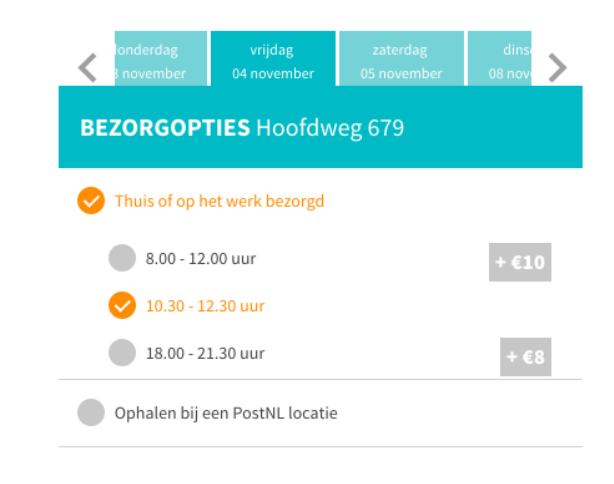 vrijdag
zaterdag
04 november
05 november
08
BEZORGOPTIES Hoofdweg 679
Thuis of op het werk bezorgd
8.00 - 12.00 uur
+ €10
10.30 - 12.30 uur
18.00 - 21.30 uur
+ €8
Ophalen bij een PostNL locatie